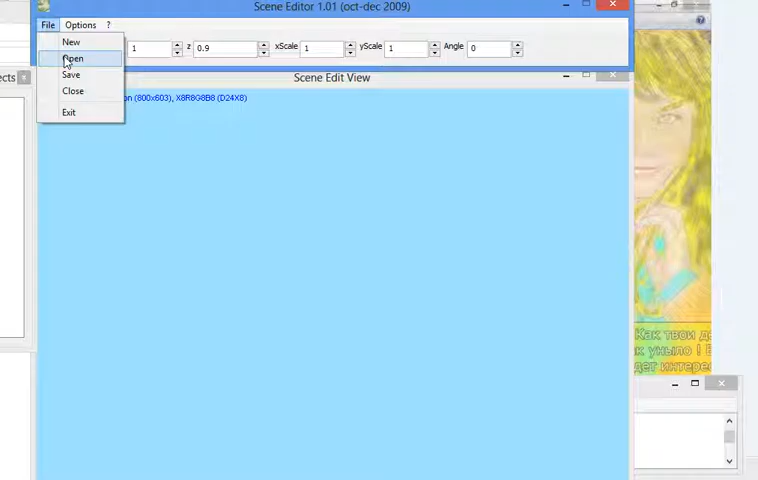 Scene Editor 1.01 (oct-dec 2009)
File Options ?
New
Open
Save
Close
Exit
1 z 0.9 xScale 1 yScale 1 Angle 0
Scene Edit View
(800x603), X8R8G8B8 (D24X8)
Как твои
уныло !
интере